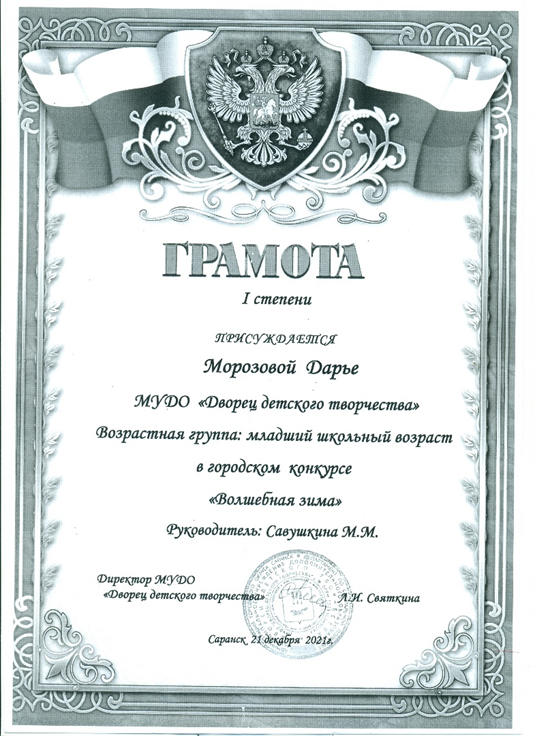 ГРАМОТА
I степени
ПРИСУЖДАЕТСЯ
Морозовой Дарье
МУДО «Дворец детского творчества»
Возрастная группа: младший школьный возраст
в городском конкурсе
«Волшебная зима»
Руководитель: Савушкина М.М.
Директор МУДО
«Дворец детского творчества» Л.И. Святкина
Саранск, 21 декабря 2021г.